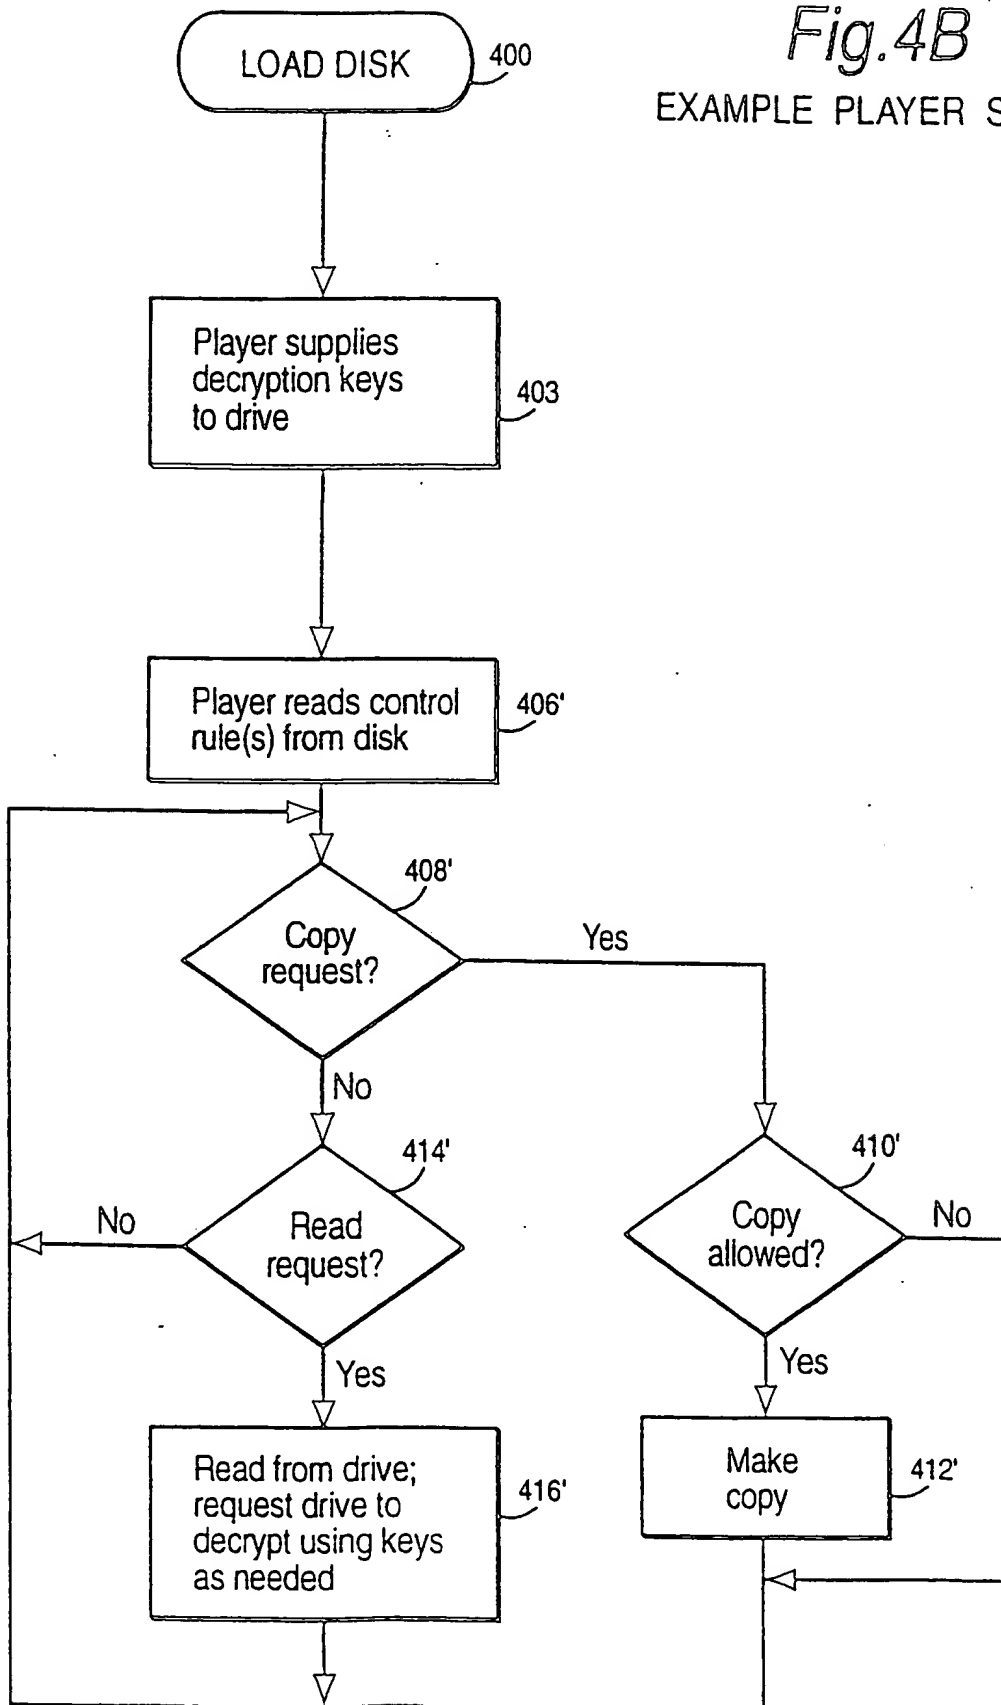 Fig.4B
EXAMPLE PLAYER S
LOAD DISK
400
Player supplies
decryption keys
to drive
403
Player reads control
rule(s) from disk
406'
Copy
request?
408'
Yes
No
Read
request?
414'
No
Yes
Copy
allowed?
410'
No
Yes
Read from drive;
request drive to
decrypt using keys
as needed
416'
Make
copy
412'